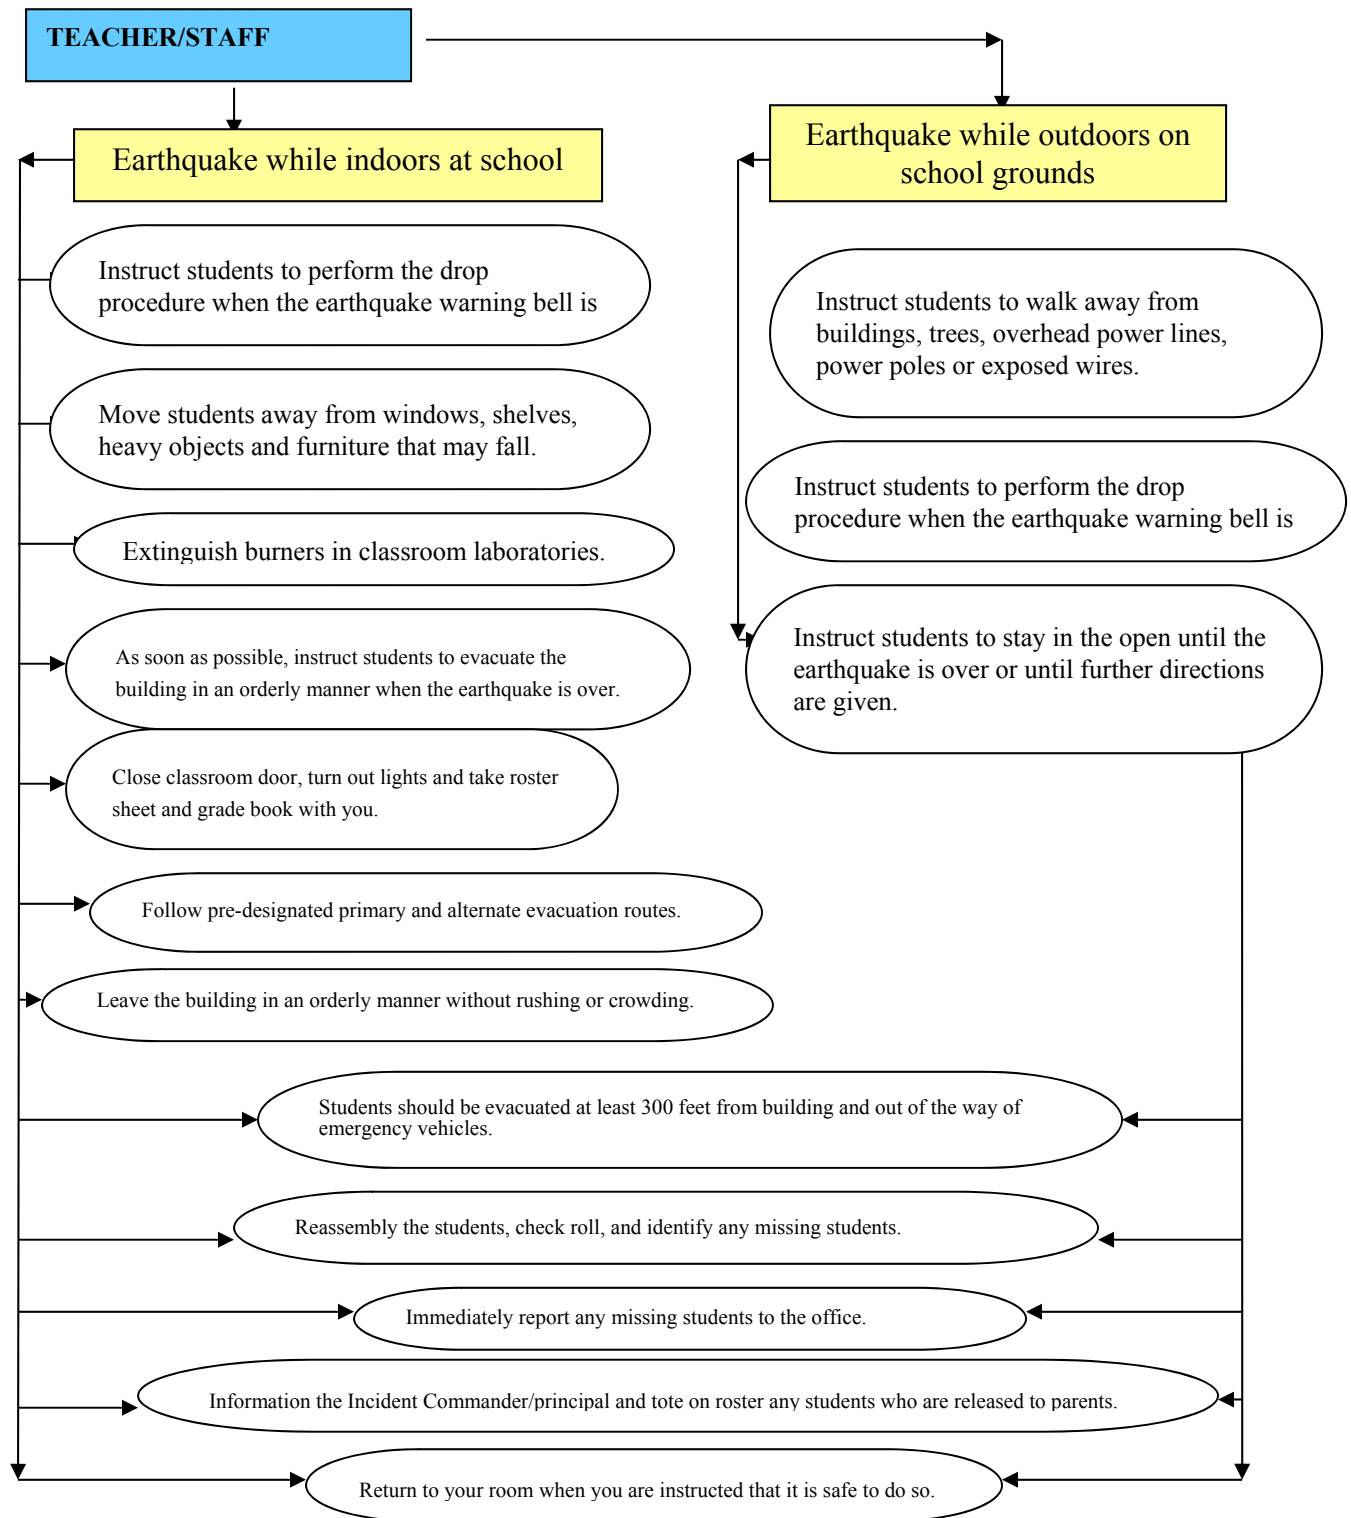 TEACHER/STAFF
Earthquake while indoors at school
Instruct students to perform the drop
procedure when the earthquake warning bell is
Move students away from windows, shelves,
heavy objects and furniture that may fall.
Extinguish burners in classroom laboratories.
As soon as possible, instruct students to evacuate the
building in an orderly manner when the earthquake is over.
Close classroom door, turn out lights and take roster
sheet and grade book with you.
Follow pre-designated primary and alternate evacuation routes.
Leave the building in an orderly manner without rushing or crowding.
Earthquake while outdoors on
school grounds
Instruct students to walk away from
buildings, trees, overhead power lines,
power poles or exposed wires.
Instruct students to perform the drop
procedure when the earthquake warning bell is
Instruct students to stay in the open until the
earthquake is over or until further directions
are given.
Students should be evacuated at least 300 feet from building and out of the way of
emergency vehicles.
Reassembly the students, check roll, and identify any missing students.
Immediately report any missing students to the office.
Information the Incident Commander/principal and tote on roster any students who are released to parents.
Return to your room when you are instructed that it is safe to do so.